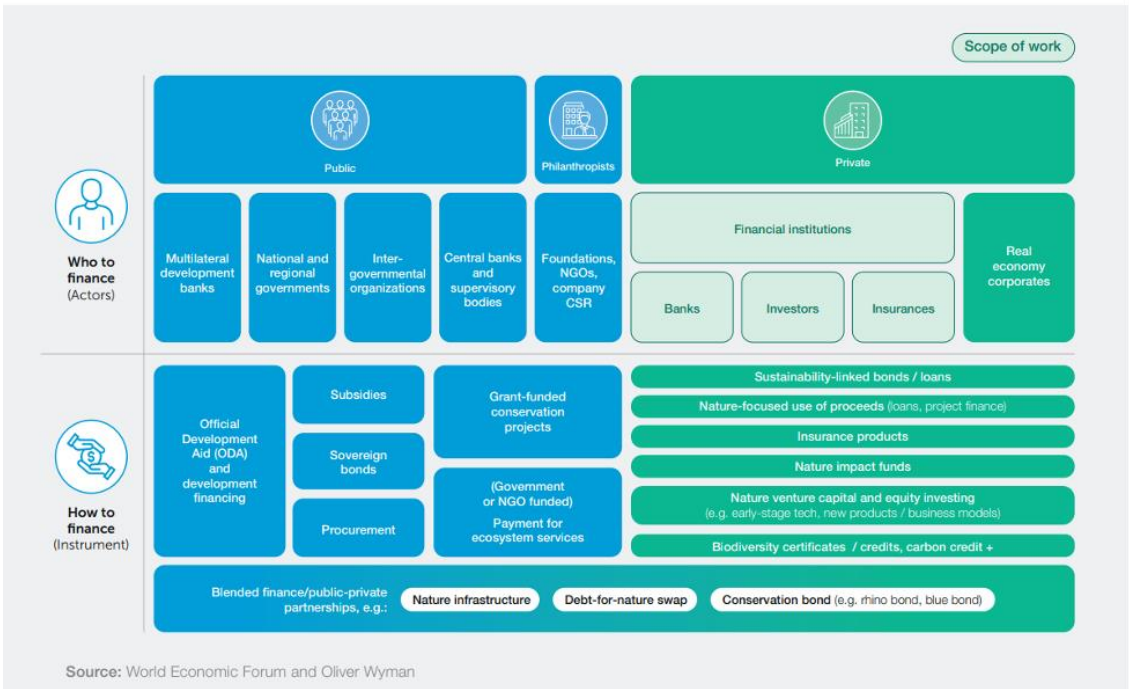 Scope of work
Public
Philanthropists
Private
Who to
finance
(Actors)
Multilateral
development
banks
National and
regional
governments
Inter-
governmental
organizations
Central banks
and
supervisory
bodies
Foundations,
NGOs,
company
CSR
Financial institutions
Banks
Investors
Insurances
Real
economy
corporates
How to
finance
(Instrument)
Official
Development
Aid (ODA)
and
development
financing
Subsidies
Sovereign
bonds
Procurement
Grant-funded
conservation
projects
(Government
or NGO funded)
Payment for
ecosystem services
Sustainability-linked bonds / loans
Nature-focused use of proceeds (loans, project finance)
Insurance products
Nature impact funds
Nature venture capital and equity investing
(e.g. early-stage tech, new products / business models)
Biodiversity certificates / credits, carbon credit +
Blended finance/public-private
partnerships, e.g.:
Nature infrastructure
Debt-for-nature swap
Conservation bond (e.g. rhino bond, blue bond)
Source: World Economic Forum and Oliver Wyman